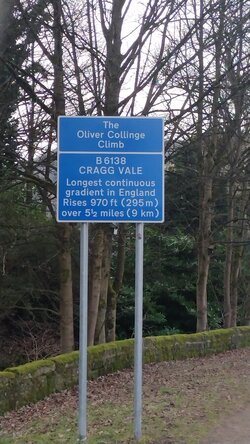 The
Oliver Collinge
Climb
B 6138
CRAGG VALE
Longest continuous
gradient in England
Rises 970 ft (295 m)
over 5½ miles (9 km)